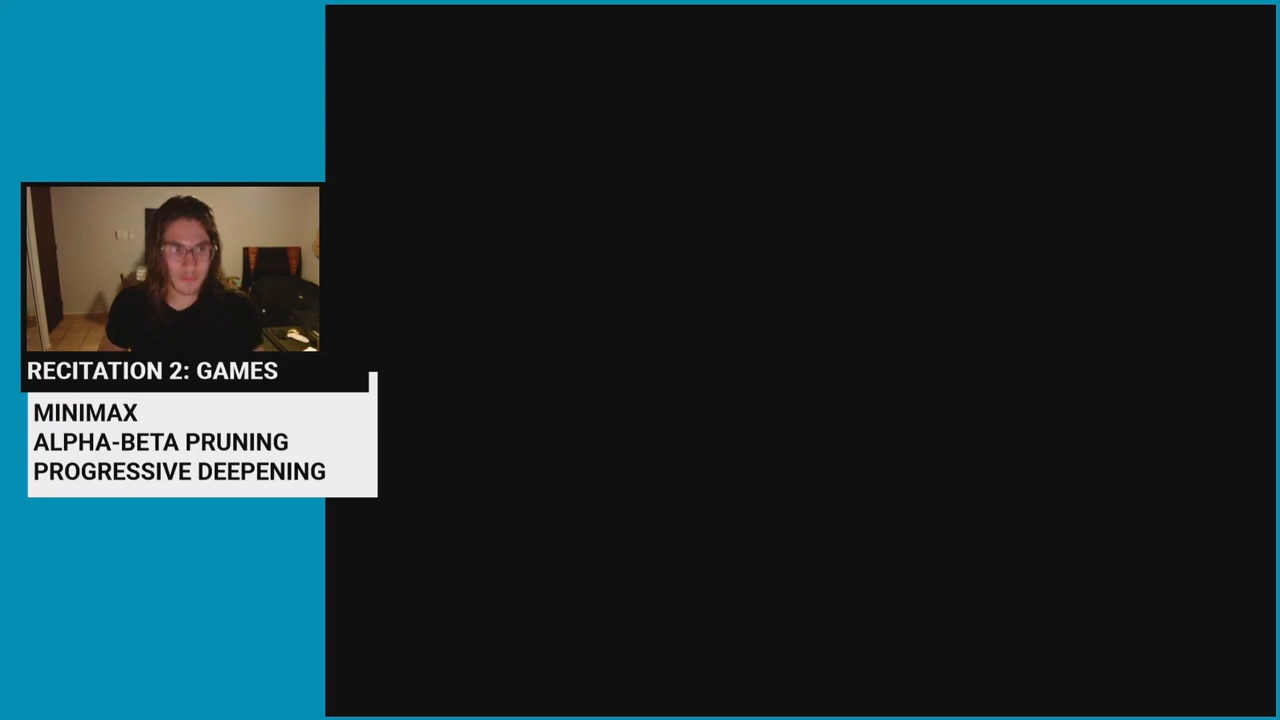 RECITATION 2: GAMES
MINIMAX
ALPHA-BETA PRUNING
PROGRESSIVE DEEPENING